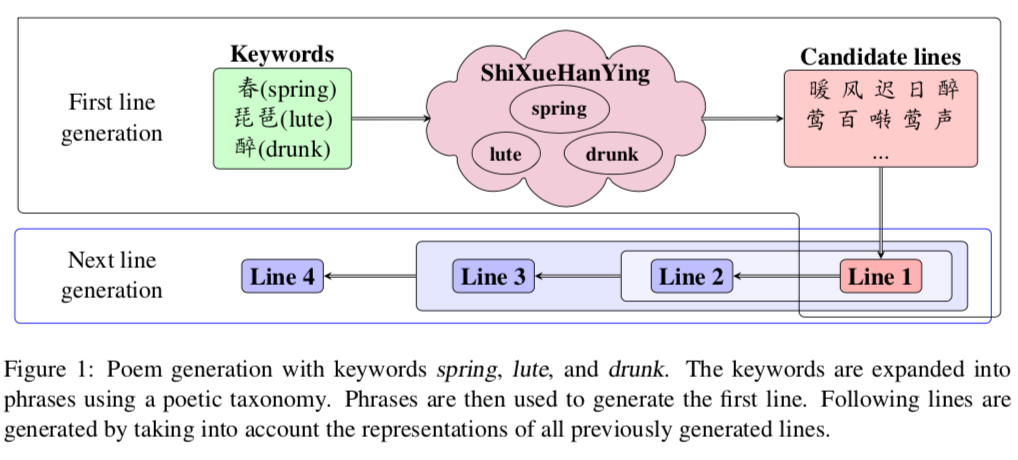 First line
generation
Keywords
春(spring)
琵琶(lute)
醉(drunk)
ShiXueHanYing
spring
lute
drunk
Candidate lines
暖 风 迟 日 醉
莺 百 啭 莺 声
...
Next line
generation
Line 4
Line 3
Line 2
Line 1
Figure 1: Poem generation with keywords spring, lute, and drunk. The keywords are expanded into
phrases using a poetic taxonomy. Phrases are then used to generate the first line. Following lines are
generated by taking into account the representations of all previously generated lines.